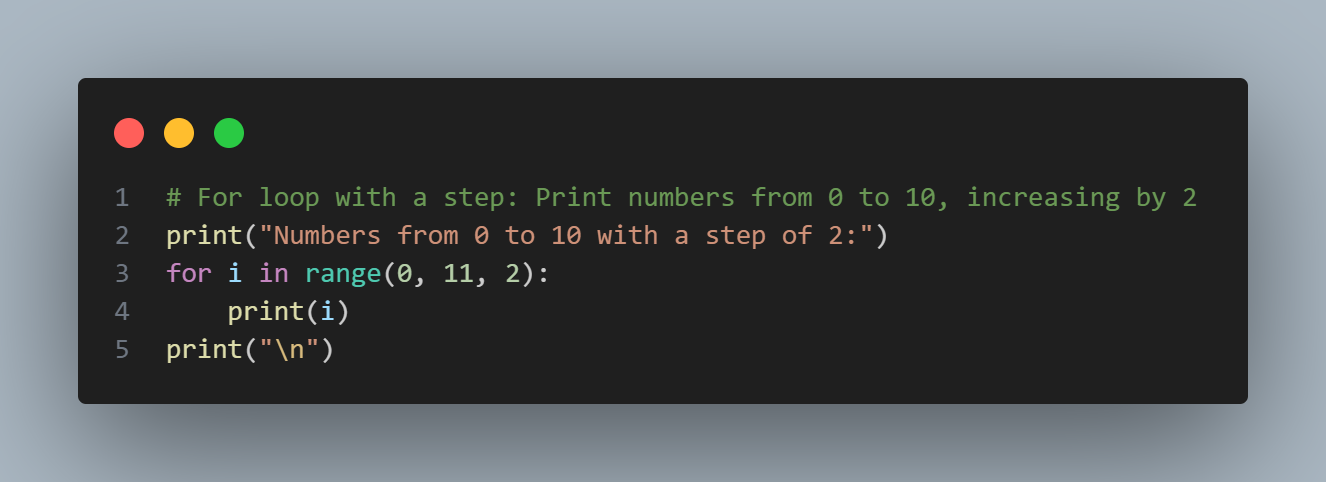 1 # For loop with a step: Print numbers from 0 to 10, increasing by 2
2 print("Numbers from 0 to 10 with a step of 2:")
3 for i in range(0, 11, 2):
4     print(i)
5 print("\n")